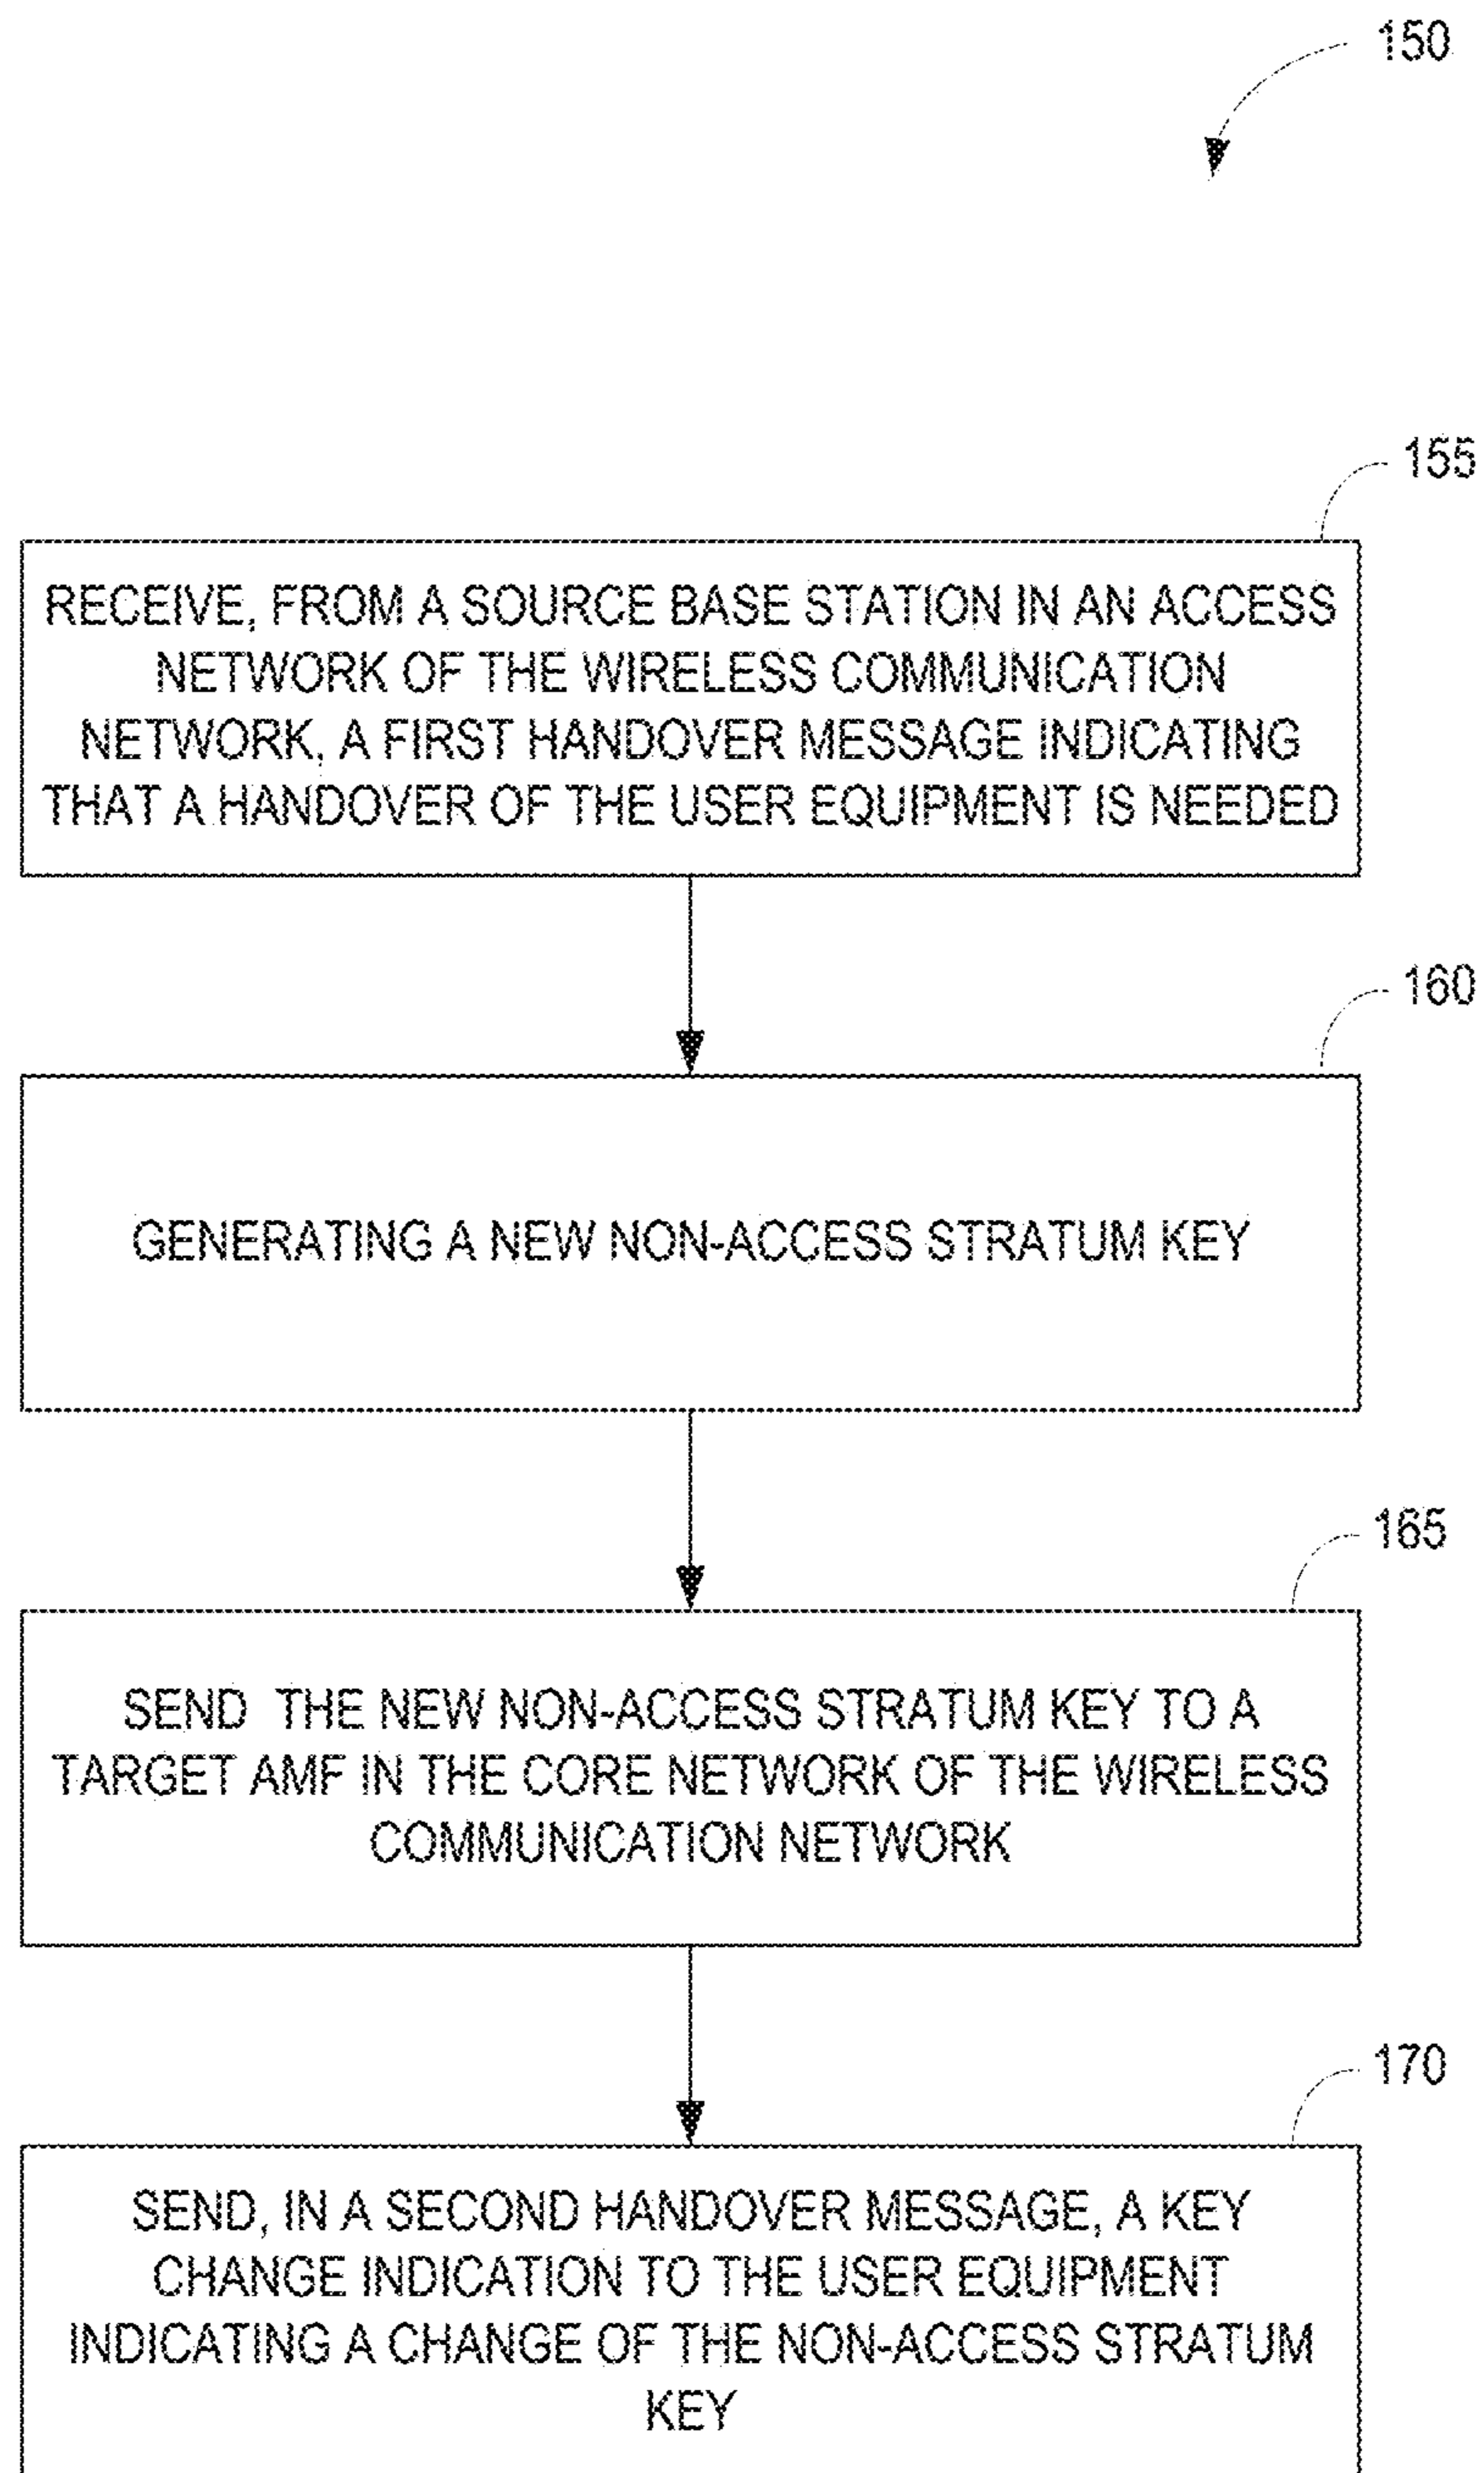 150
155
RECEIVE, FROM A SOURCE BASE STATION IN AN ACCESS
NETWORK OF THE WIRELESS COMMUNICATION
NETWORK, A FIRST HANDOVER MESSAGE INDICATING
THAT A HANDOVER OF THE USER EQUIPMENT IS NEEDED
160
GENERATING A NEW NON-ACCESS STRATUM KEY
165
SEND THE NEW NON-ACCESS STRATUM KEY TO A
TARGET AMF IN THE CORE NETWORK OF THE WIRELESS
COMMUNICATION NETWORK
170
SEND, IN A SECOND HANDOVER MESSAGE, A KEY
CHANGE INDICATION TO THE USER EQUIPMENT
INDICATING A CHANGE OF THE NON-ACCESS STRATUM
KEY